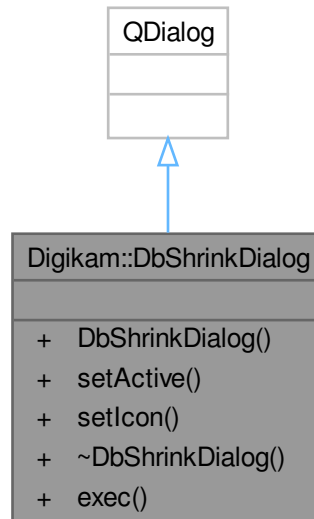 QDialog
Digikam::DbShrinkDialog
+ DbShrinkDialog()
+ setActive()
+ setIcon()
+ ~DbShrinkDialog()
+ exec()